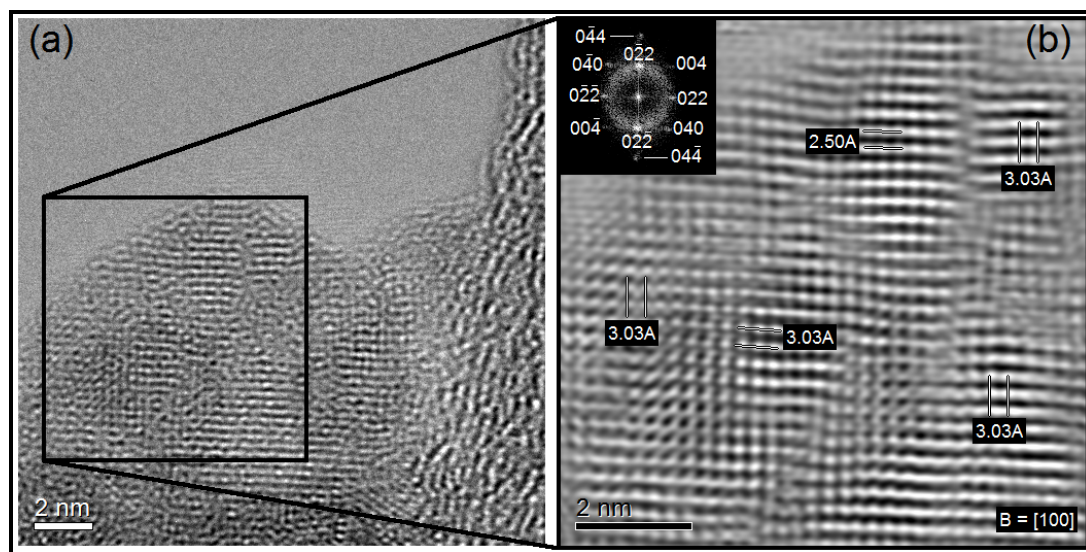 (a)
2 nm
(b)
04̄4
02̄2
04̄0
004
02̄2̄
022
004̄
040
022̄
044̄
2.50A
3.03A
3.03A
3.03A
3.03A
2 nm
B = [100]